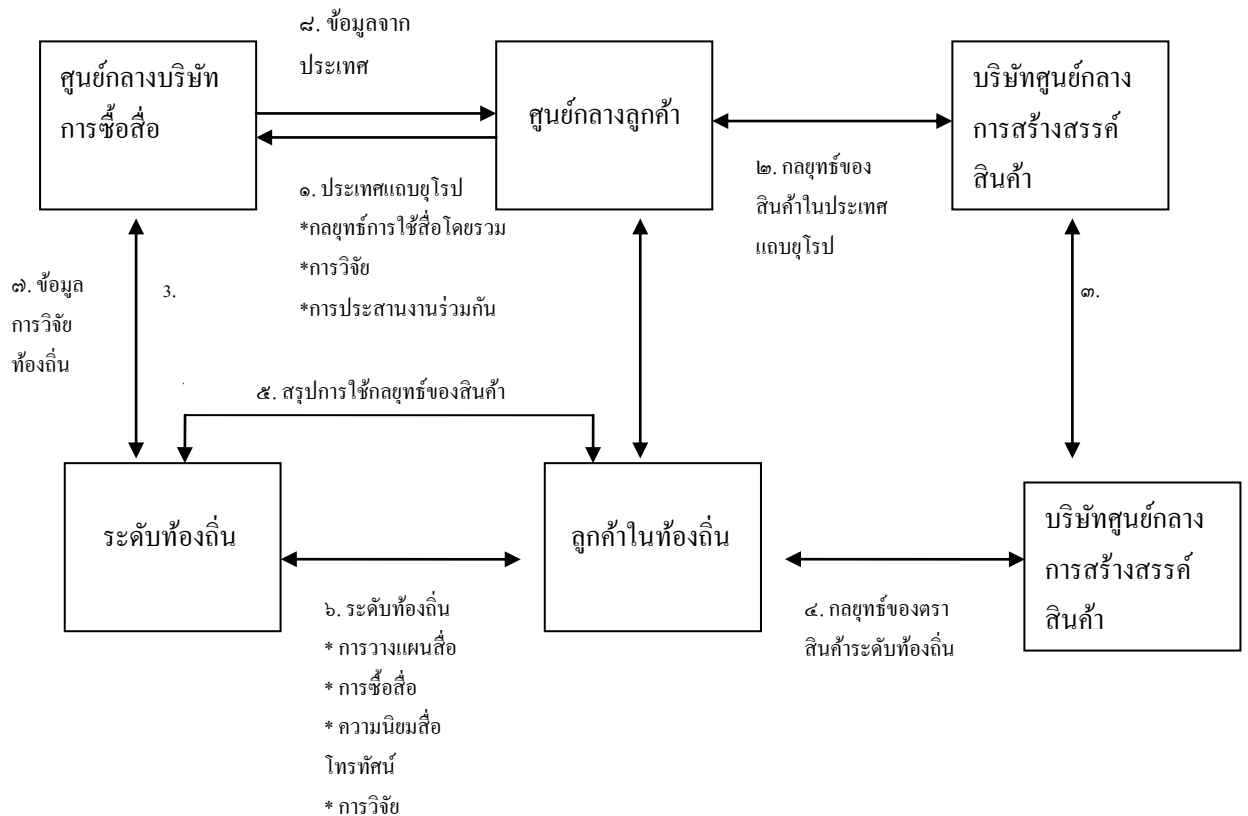 ๘. ข้อมูลจาก
ประเทศ
ศูนย์กลางบริษัท
การซื้อสื่อ
ศูนย์กลางลูกค้า
บริษัทศูนย์กลาง
การสร้างสรรค์
สินค้า
๑. ประเทศแถบยุโรป
*กลยุทธ์การใช้สื่อโดยรวม
*การวิจัย
*การประสานงานร่วมกัน
๒. กลยุทธ์ของ
สินค้าในประเทศ
แถบยุโรป
๗. ข้อมูล
การวิจัย
ท้องถิ่น
3.
๓.
๕. สรุปการใช้กลยุทธ์ของสินค้า
ระดับท้องถิ่น
ลูกค้าในท้องถิ่น
บริษัทศูนย์กลาง
การสร้างสรรค์
สินค้า
๖. ระดับท้องถิ่น
* การวางแผนสื่อ
* การซื้อสื่อ
* ความนิยมสื่อ
โทรทัศน์
* การวิจัย
๔. กลยุทธ์ของตรา
สินค้าระดับท้องถิ่น